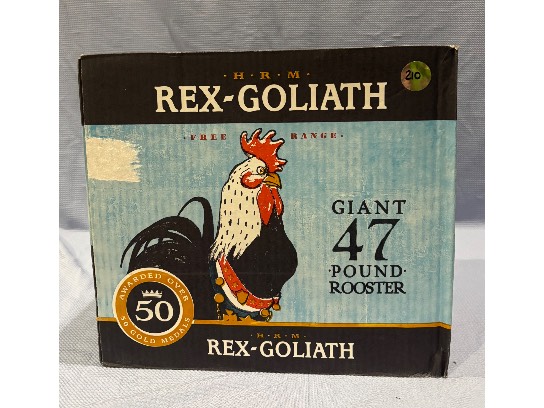 ·H·R·M·
REX-GOLIATH
210
·FREE RANGE·
GIANT
47
·POUND·
ROOSTER
AWARDED OVER
50
50 GOLD MEDALS
·H·R·M·
REX-GOLIATH